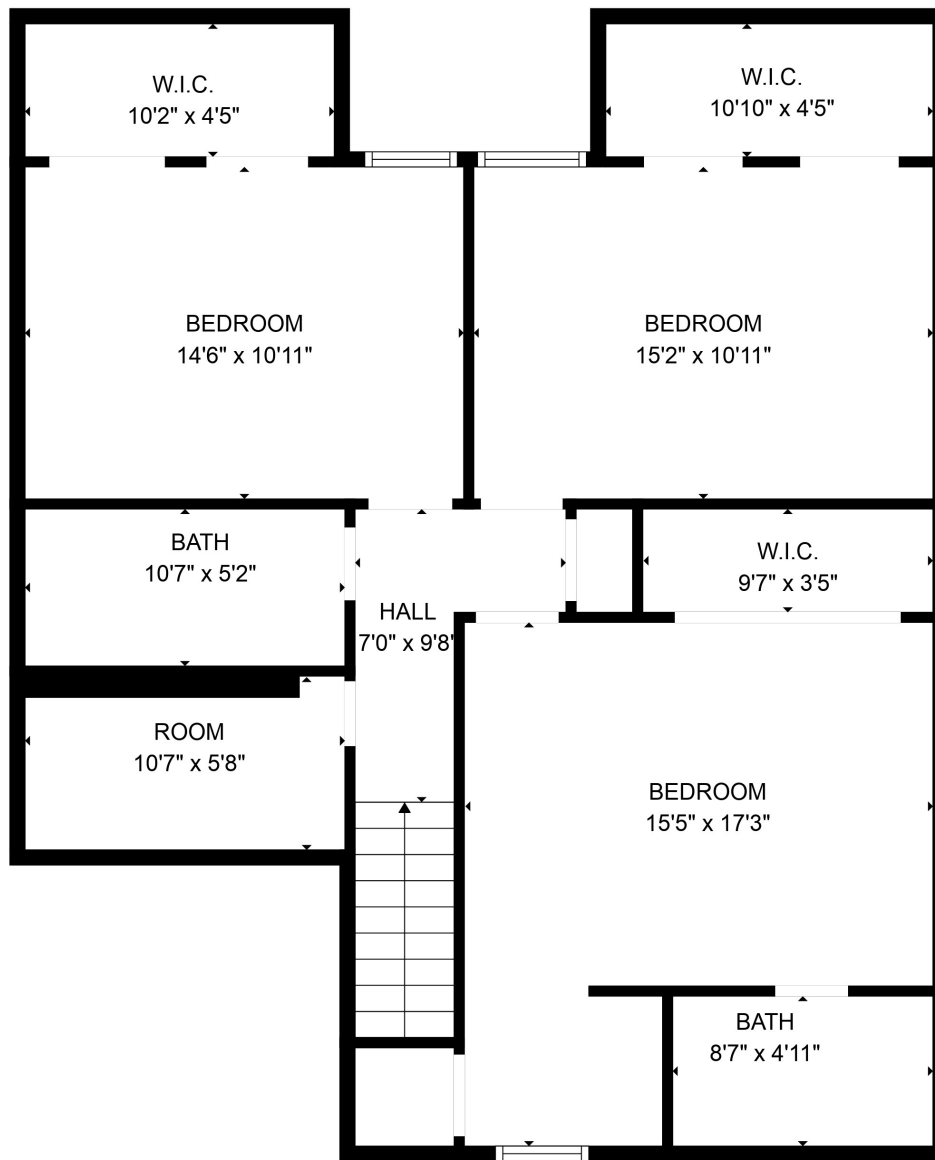 W.I.C.
10'2" x 4'5"
W.I.C.
10'10" x 4'5"
BEDROOM
14'6" x 10'11"
BEDROOM
15'2" x 10'11"
BATH
10'7" x 5'2"
W.I.C.
9'7" x 3'5"
HALL
7'0" x 9'8'
ROOM
10'7" x 5'8"
BEDROOM
15'5" x 17'3"
BATH
8'7" x 4'11"